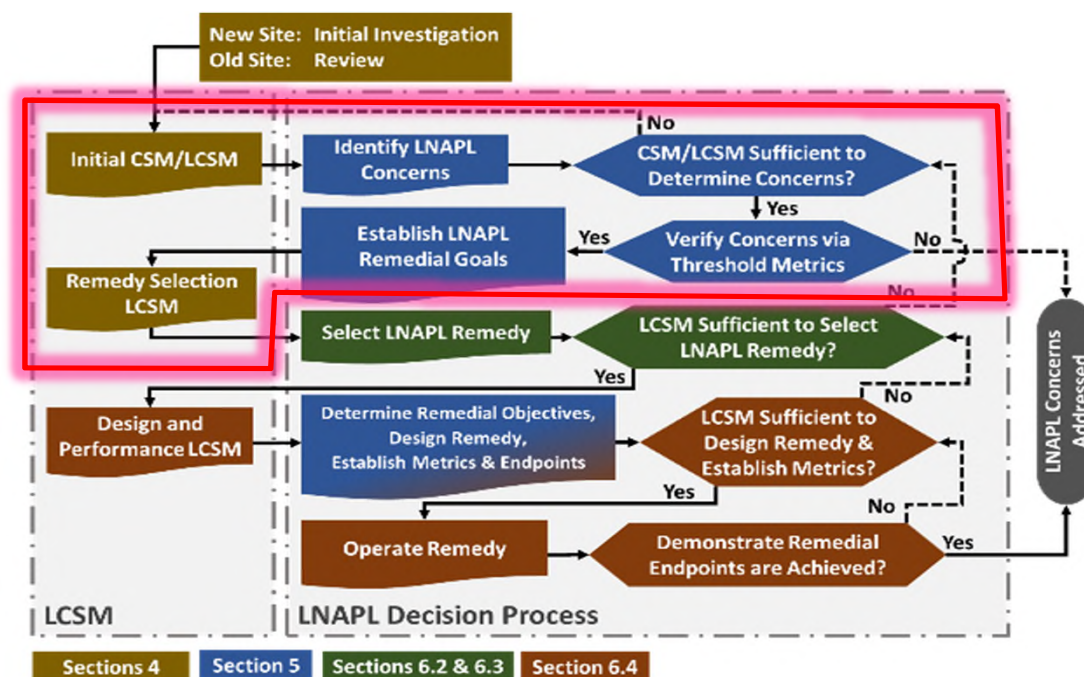 New Site: Initial Investigation
Old Site: Review
No
Initial CSM/LCSM
Identify LNAPL
Concerns
CSM/LCSM Sufficient to
Determine Concerns?
Yes
Establish LNAPL
Remedial Goals
Yes
Verify Concerns via
Threshold Metrics
No
Remedy Selection
LCSM
No
Select LNAPL Remedy
LCSM Sufficient to Select
LNAPL Remedy?
Yes
No
Design and
Performance LCSM
Determine Remedial Objectives,
Design Remedy,
Establish Metrics & Endpoints
LCSM Sufficient to
Design Remedy &
Establish Metrics?
Yes
No
Operate Remedy
Demonstrate Remedial
Endpoints are Achieved?
Yes
LNAPL Concerns
Addressed
LCSM
LNAPL Decision Process
Sections 4
Section 5
Sections 6.2 & 6.3
Section 6.4